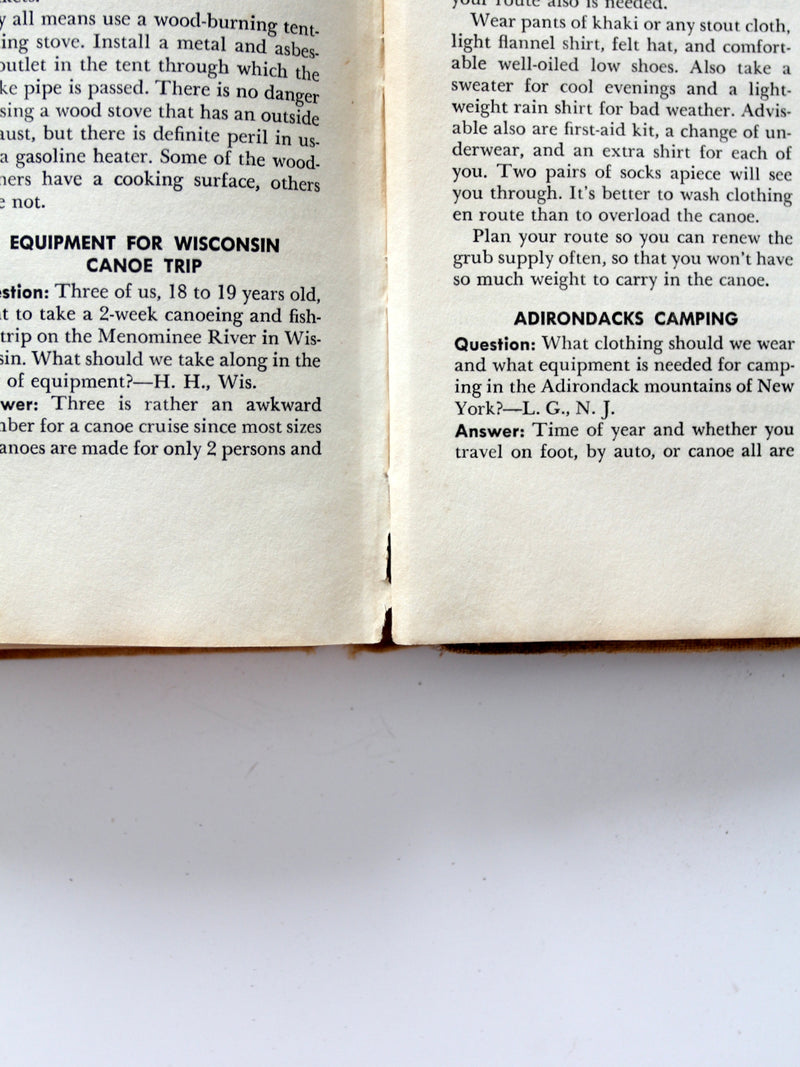 all means use a wood-burning tent-
ing stove. Install a metal and asbes-
outlet in the tent through which the
pipe is passed. There is no danger
sing a wood stove that has an outside
but there is definite peril in us-
a gasoline heater. Some of the wood-
have a cooking surface, others
not.
EQUIPMENT FOR WISCONSIN
CANOE TRIP
stion: Three of us, 18 to 19 years old,
to take a 2-week canoeing and fish-
trip on the Menominee River in Wis-
sin. What should we take along in the
of equipment?—H. H., Wis.
wer: Three is rather an awkward
ber for a canoe cruise since most sizes
anoes are made for only 2 persons and
your route also is needed.
Wear pants of khaki or any stout cloth,
light flannel shirt, felt hat, and comfort-
able well-oiled low shoes. Also take a
sweater for cool evenings and a light-
weight rain shirt for bad weather. Advis-
able also are first-aid kit, a change of un-
derwear, and an extra shirt for each of
you. Two pairs of socks apiece will see
you through. It's better to wash clothing
en route than to overload the canoe.
Plan your route so you can renew the
grub supply often, so that you won't have
so much weight to carry in the canoe.
ADIRONDACKS CAMPING
Question: What clothing should we wear
and what equipment is needed for camp-
ing in the Adirondack mountains of New
York?—L. G., N. J.
Answer: Time of year and whether you
travel on foot, by auto, or canoe all are